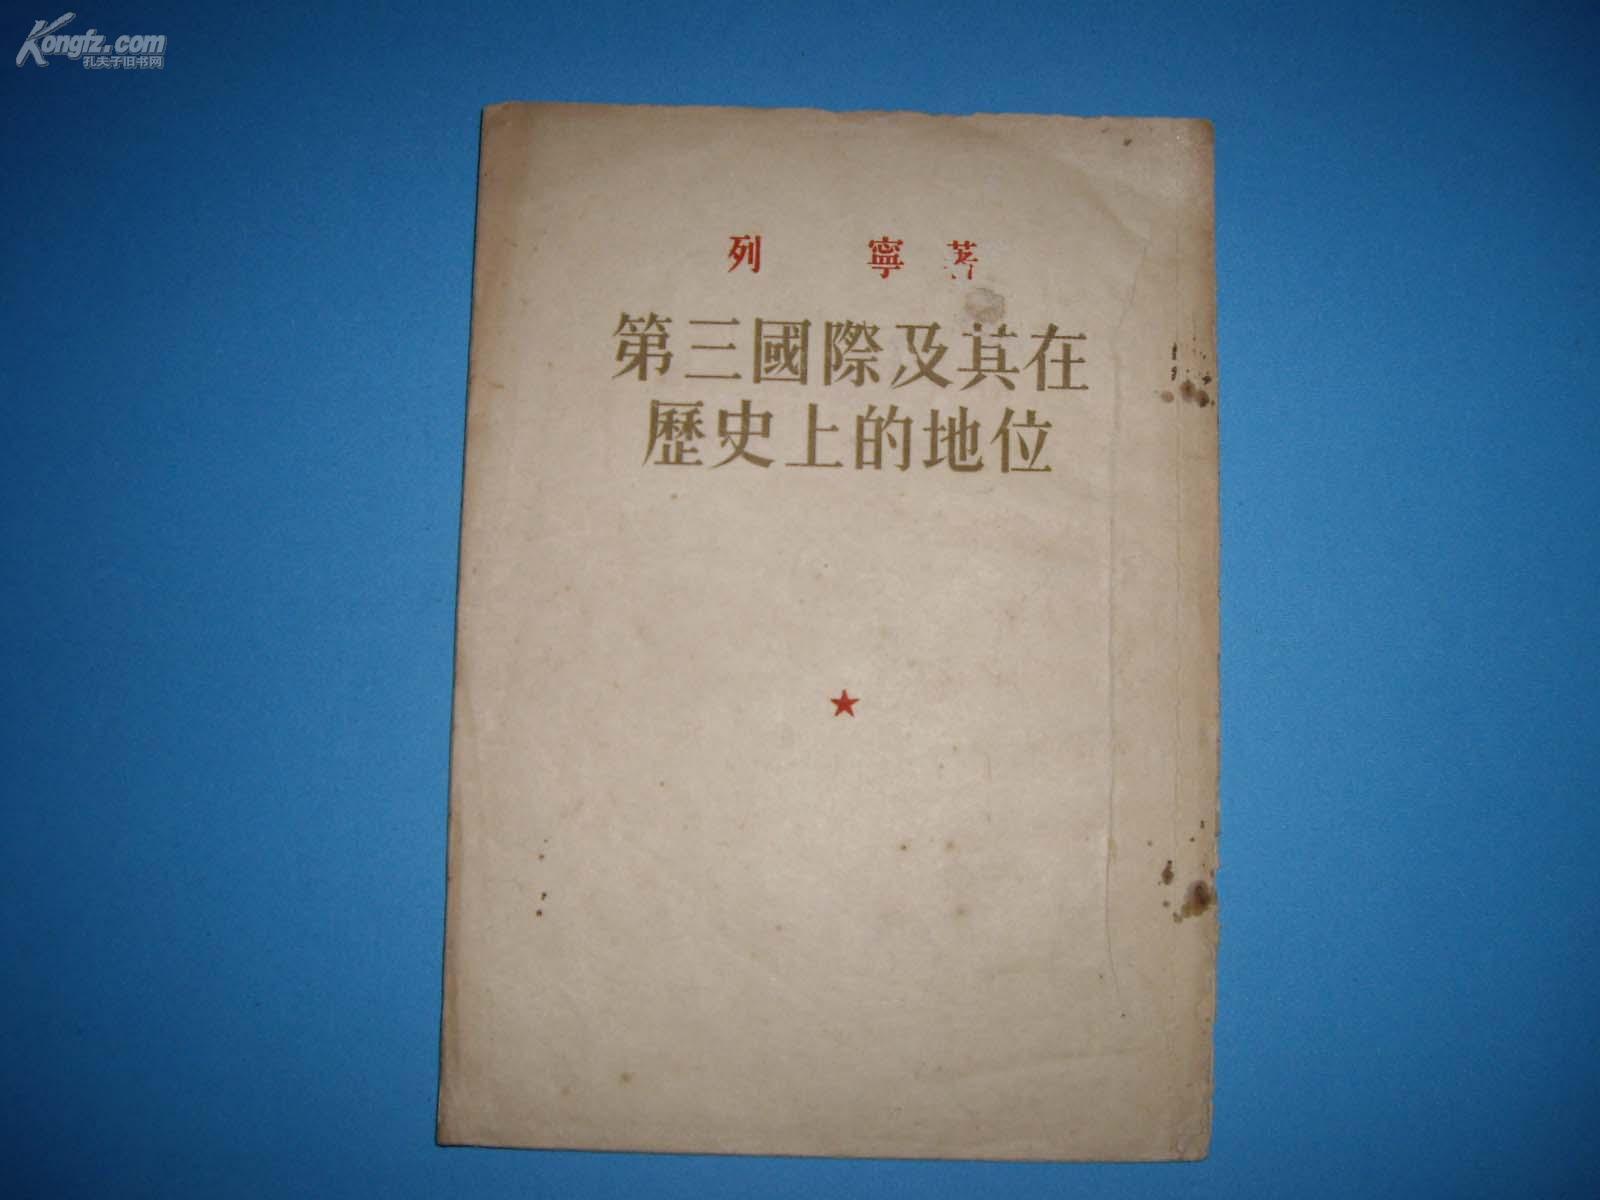 Kongfz.com
孔夫子旧书网
列 寧 著
第三國際及其在
歷史上的地位